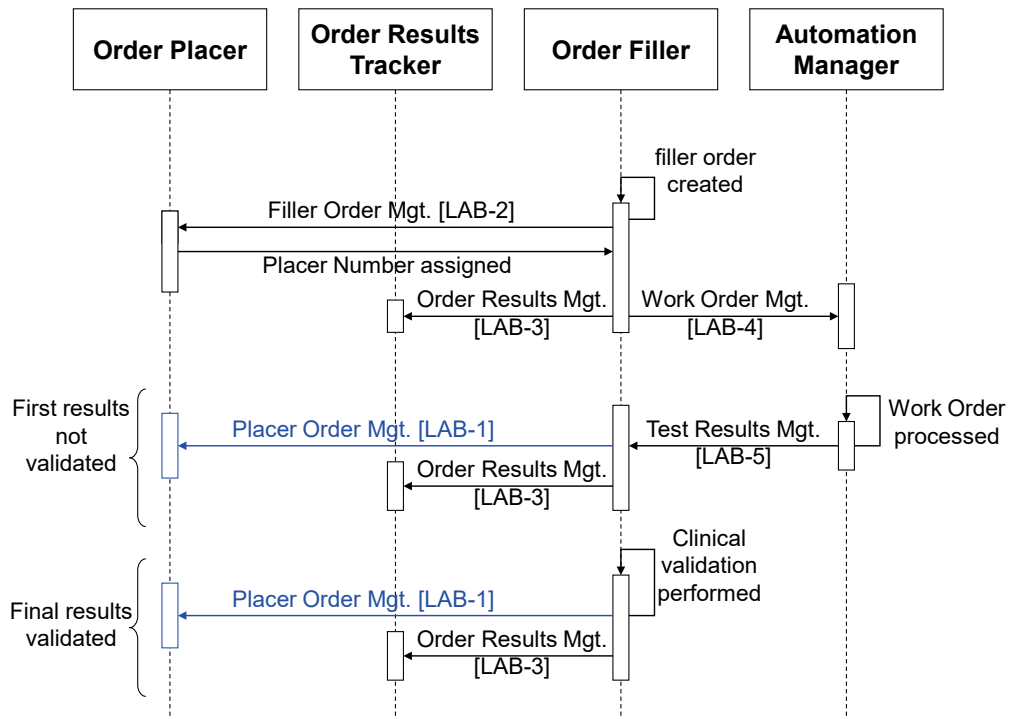 Order Placer
Order Results
Tracker
Order Filler
Automation
Manager
filler order
created
Filler Order Mgt. [LAB-2]
Placer Number assigned
Order Results Mgt.
[LAB-3]
Work Order Mgt.
[LAB-4]
First results
not
validated
Placer Order Mgt. [LAB-1]
Test Results Mgt.
[LAB-5]
Work Order
processed
Order Results Mgt.
[LAB-3]
Clinical
validation
performed
Final results
validated
Placer Order Mgt. [LAB-1]
Order Results Mgt.
[LAB-3]